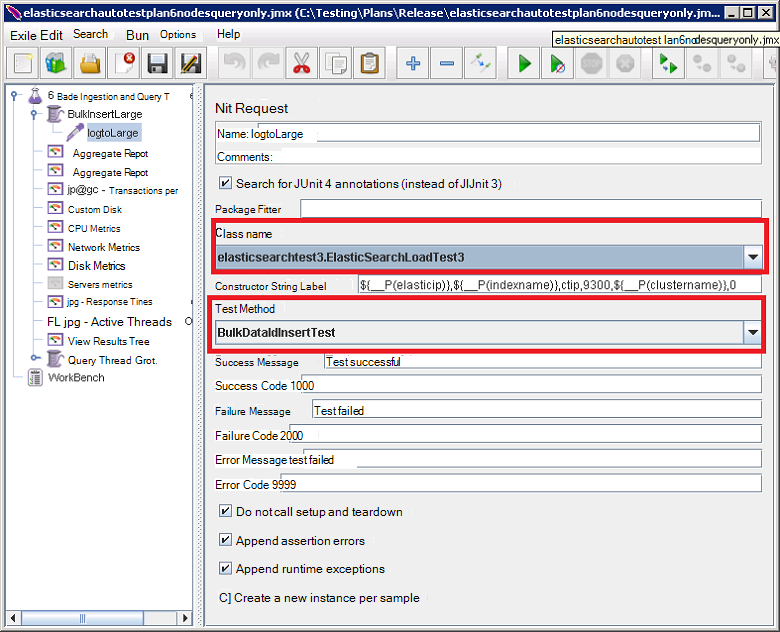 elasticsearchautotestplan6nodesqueryonly.jmx (C:\Testing\Plans\Release\elasticsearchautotestplan6nodesqueryonly.jm...
Exile Edit Search Bun Options Help
elasticsearchautotest lan6nodesqueryonly.jmx
6 Bade Ingestion and Query T
BulkInsertLarge
logtoLarge
Aggregate Repot
Aggregate Repot
jp@gc - Transactions per
Custom Disk
CPU Metrics
Network Metrics
Disk Metrics
Servers metrics
jpg - Response Tines
FL jpg - Active Threads
View Results Tree
Query Thread Grot.
WorkBench
Nit Request
Name: logtoLarge
Comments:
Search for JUnit 4 annotations (instead of JIJnit 3)
Package Fitter
Class name
elasticsearchtest3.ElasticSearchLoadTest3
Constructor String Label ${__P(elasticip)},${__P(indexname)},ctip,9300,${__P(clustername)},0
Test Method
BulkDataIdInsertTest
Success Message Test successful
Success Code 1000
Failure Message Test failed
Failure Code 2000
Error Message test failed
Error Code 9999
Do not call setup and teardown
Append assertion errors
Append runtime exceptions
C] Create a new instance per sample